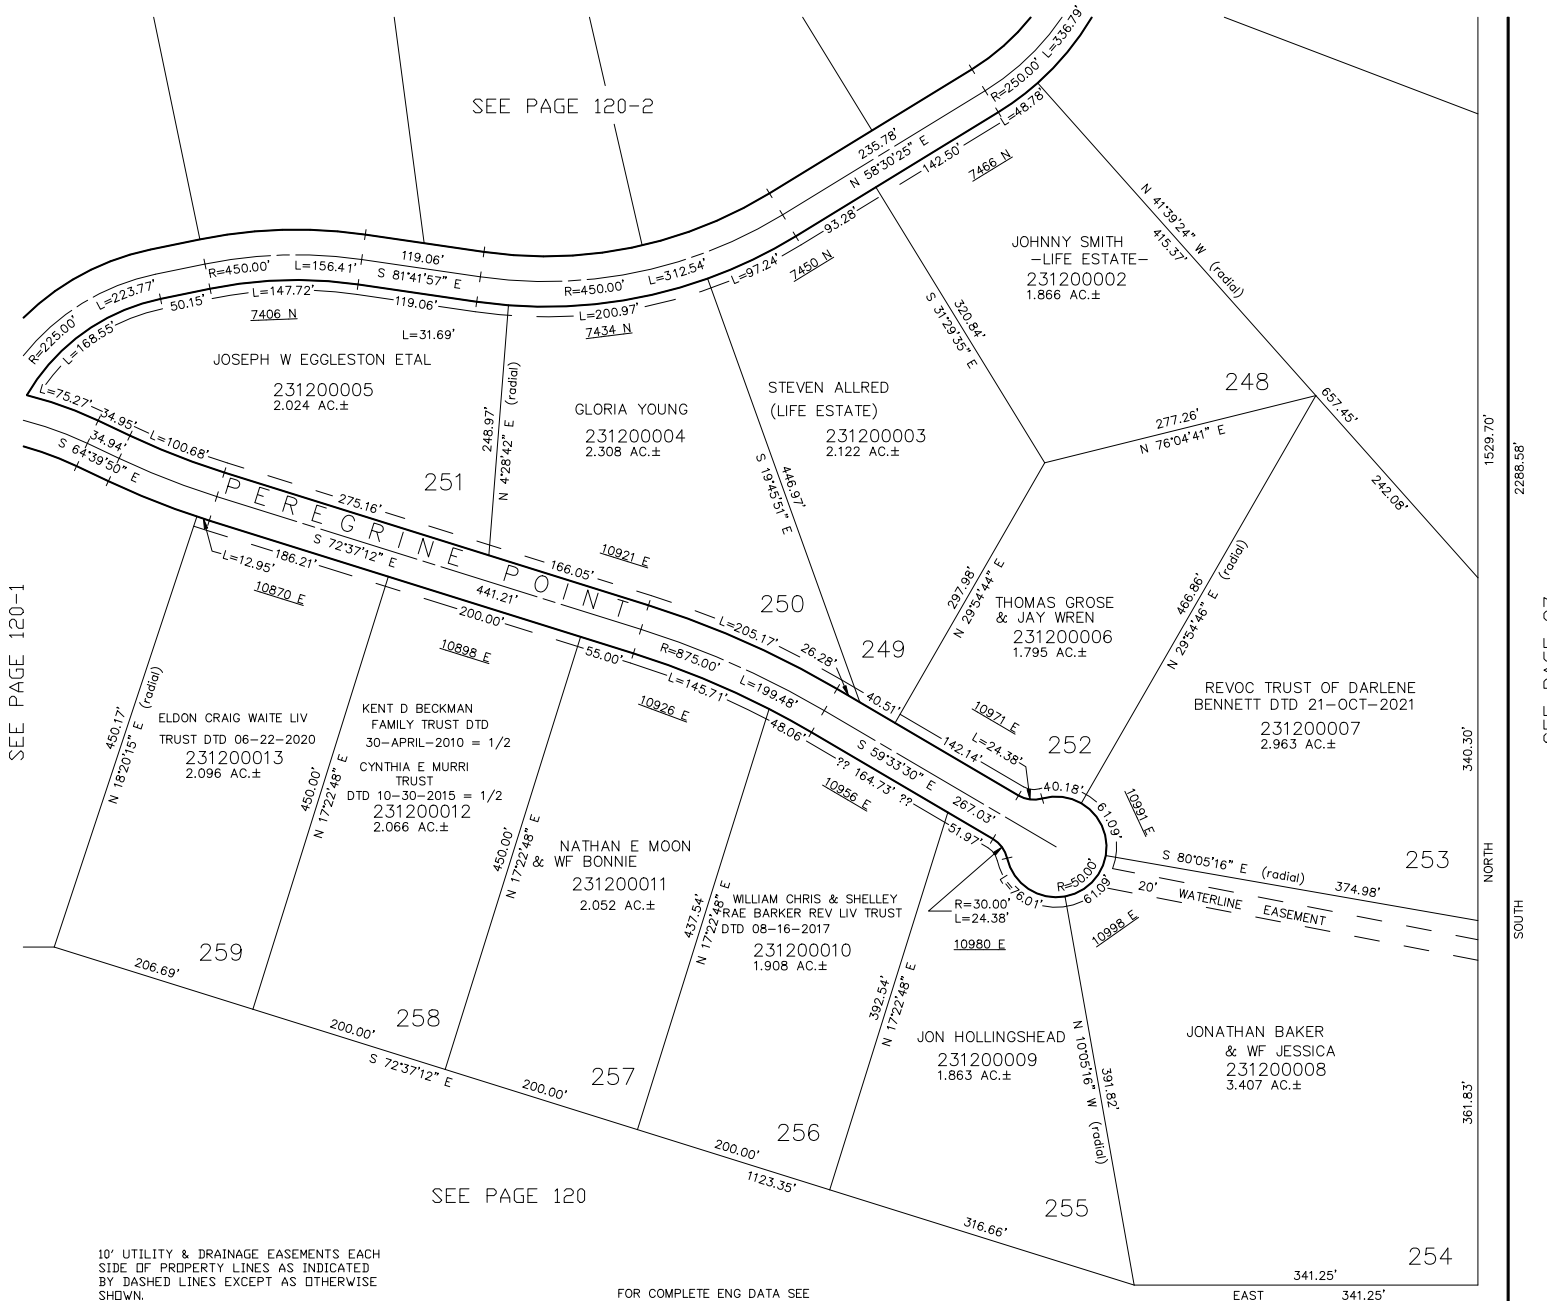 SEE PAGE 120-2
L=336.79'
R=250.00'
L=48.78'
235.78'
N 58°30'25" E
142.50'
7466 N
93.28'
7450 N
L=97.24'
L=312.54'
R=450.00'
L=200.97'
7434 N
119.06'
S 81°41'57" E
119.06'
L=156.41'
R=450.00'
L=147.72'
7406 N
L=223.77'
50.15'
R=225.00'
L=168.55'
L=31.69'
JOHNNY SMITH
-LIFE ESTATE-
231200002
1.866 AC.±
N 41°39'24" W (radial)
415.37'
248
657.45'
242.08'
1529.70'
2288.58'
320.84'
S 31°29'35" E
277.26'
N 76°04'41" E
JOSEPH W EGGLESTON ETAL
231200005
2.024 AC.±
251
248.97'
N 4°28'42" E (radial)
GLORIA YOUNG
231200004
2.308 AC.±
250
STEVEN ALLRED
(LIFE ESTATE)
231200003
2.122 AC.±
249
446.97'
S 19°45'51" E
L=75.27'
34.95'
L=100.68'
34.94'
S 64°39'50" E
275.16'
PEREGRINE POINT
S 72°37'12" E
441.21'
166.05'
10921 E
L=205.17'
26.28'
R=875.00'
L=199.48'
40.51'
L=12.95'
186.21'
10870 E
200.00'
10898 E
55.00'
L=145.71'
10926 E
48.06'
?? 164.73' ??
10956 E
S 59°33'30" E
267.03'
142.14'
10971 E
L=24.38'
51.97'
297.98'
N 29°54'44" E
THOMAS GROSE
& JAY WREN
231200006
1.795 AC.±
252
466.86'
N 29°54'46" E (radial)
REVOC TRUST OF DARLENE
BENNETT DTD 21-OCT-2021
231200007
2.963 AC.±
253
340.30'
40.18'
61.09'
10991 E
R=50.00'
61.09'
L=76.01'
10998 E
S 80°05'16" E (radial)
374.98'
20' WATERLINE EASEMENT
NORTH
SOUTH
SEE PAGE 120-1
450.17'
N 18°20'15" E (radial)
ELDON CRAIG WAITE LIV
TRUST DTD 06-22-2020
231200013
2.096 AC.±
259
450.00'
N 17°22'48" E
KENT D BECKMAN
FAMILY TRUST DTD
30-APRIL-2010 = 1/2
CYNTHIA E MURRI
TRUST
DTD 10-30-2015 = 1/2
231200012
2.066 AC.±
258
450.00'
N 17°22'48" E
NATHAN E MOON
& WF BONNIE
231200011
2.052 AC.±
257
437.54'
N 17°22'48" E
WILLIAM CHRIS & SHELLEY
RAE BARKER REV LIV TRUST
DTD 08-16-2017
231200010
1.908 AC.±
256
R=30.00'
L=24.38'
10980 E
392.54'
N 17°22'48" E
JON HOLLINGSHEAD
231200009
1.863 AC.±
255
391.82'
N 10°05'16" W (radial)
JONATHAN BAKER
& WF JESSICA
231200008
3.407 AC.±
254
361.83'
206.69'
200.00'
S 72°37'12" E
200.00'
200.00'
1123.35'
316.66'
341.25'
EAST
341.25'
SEE PAGE 120
10' UTILITY & DRAINAGE EASEMENTS EACH
SIDE OF PROPERTY LINES AS INDICATED
BY DASHED LINES EXCEPT AS OTHERWISE
SHOWN.
FOR COMPLETE ENG DATA SEE